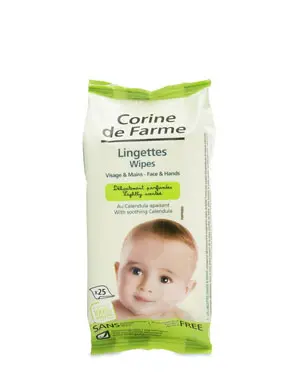 Corine
de Farme
Lingettes
Wipes
Visage & Mains - Face & Hands
Délicatement parfumées
Lightly scented
Au Calendula apaisant
With soothing Calendula
x25
SANS
FREE